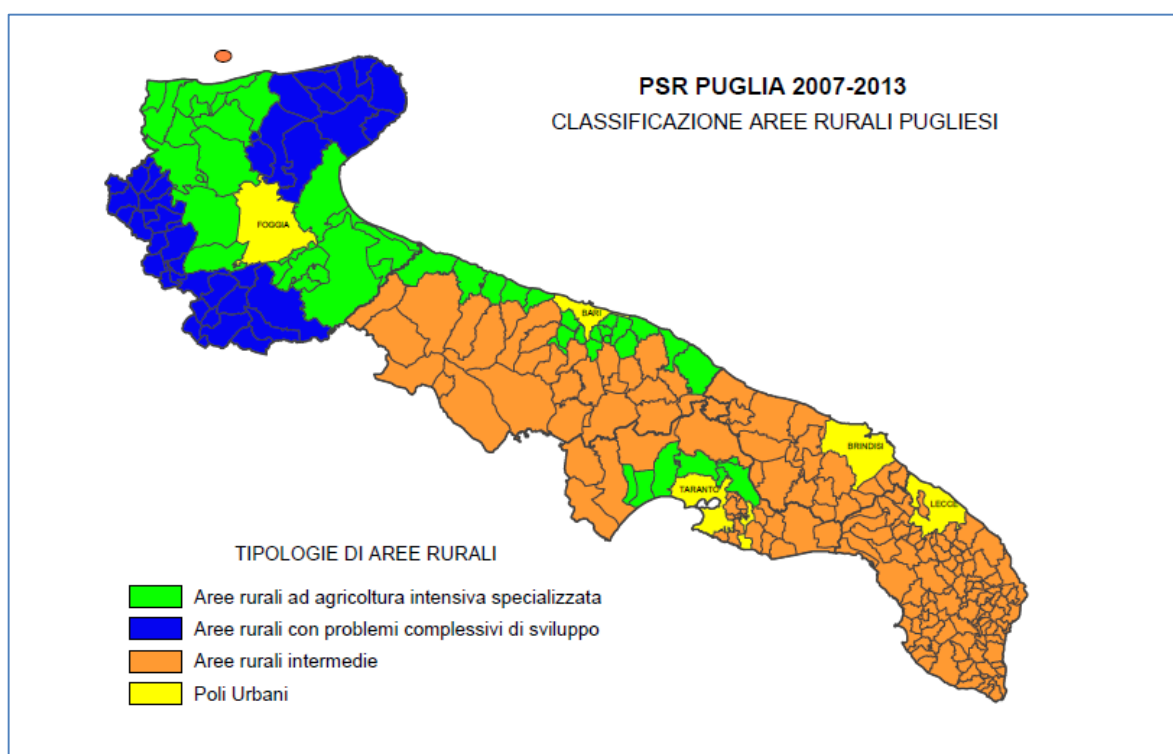 PSR PUGLIA 2007-2013
CLASSIFICAZIONE AREE RURALI PUGLIESI
FOGGIA
BARI
BRINDISI
TARANTO
LECCE
TIPOLOGIE DI AREE RURALI
Aree rurali ad agricoltura intensiva specializzata
Aree rurali con problemi complessivi di sviluppo
Aree rurali intermedie
Poli Urbani